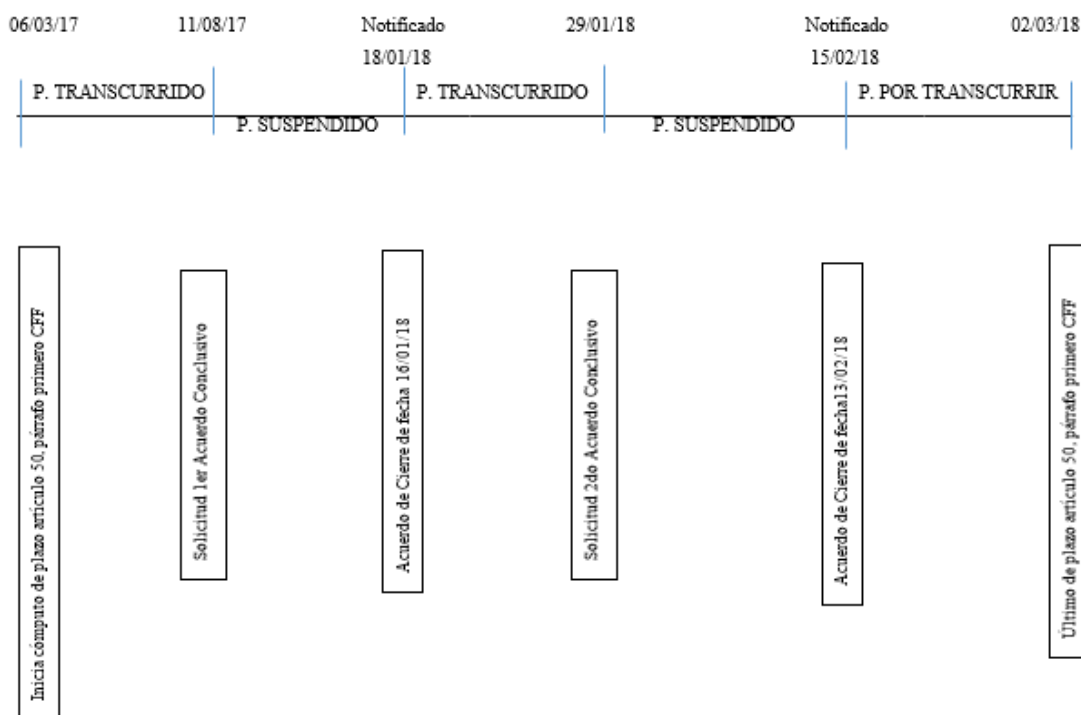 06/03/17 11/08/17 Notificado 29/01/18 Notificado 02/03/18
18/01/18 15/02/18
P. TRANSCURRIDO P. TRANSCURRIDO P. POR TRANSCURRIR
P. SUSPENDIDO P. SUSPENDIDO
Inicia cómputo de plazo artículo 50, párrafo primero CFF
Solicitud 1er Acuerdo Conclusivo
Acuerdo de Cierre de fecha 16/01/18
Solicitud 2do Acuerdo Conclusivo
Acuerdo de Cierre de fecha13/02/18
Último de plazo artículo 50, párrafo primero CFF